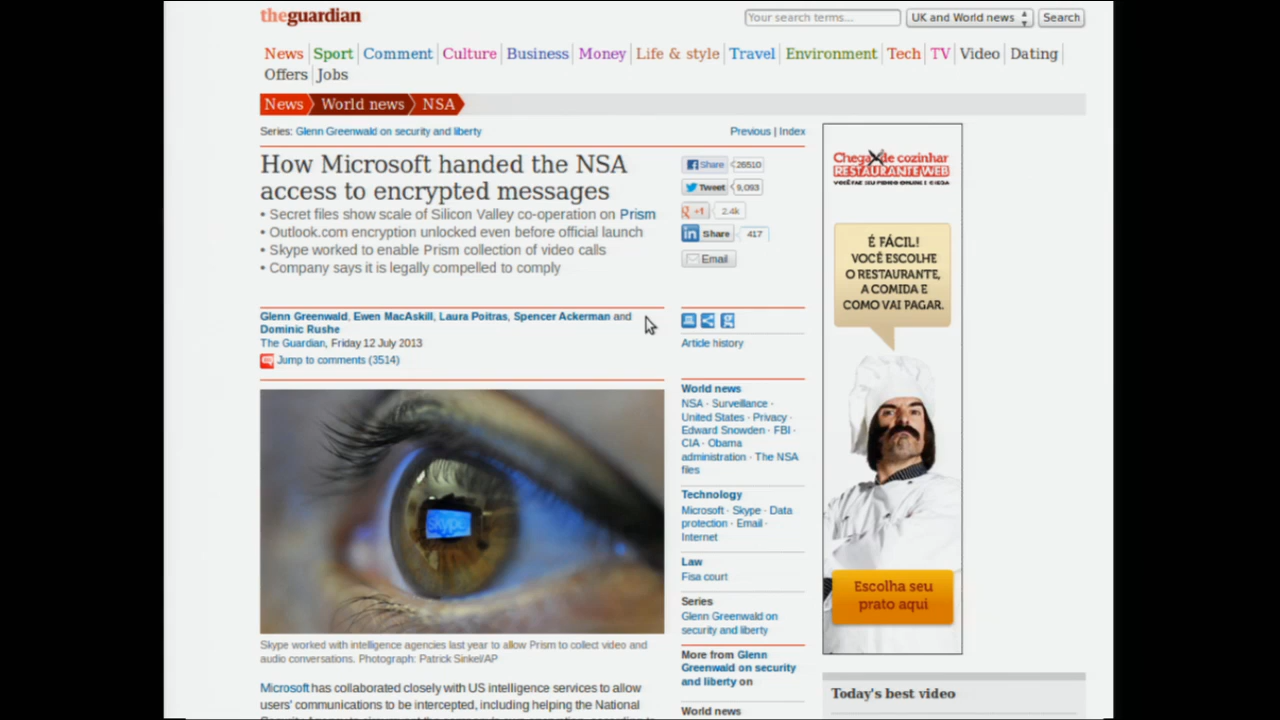 theguardian
Your search terms...
UK and World news
Search
News Sport Comment Culture Business Money Life & style Travel Environment Tech TV Video Dating
Offers Jobs
News World news NSA
Series: Glenn Greenwald on security and liberty
Previous | Index
How Microsoft handed the NSA
access to encrypted messages
• Secret files show scale of Silicon Valley co-operation on Prism
• Outlook.com encryption unlocked even before official launch
• Skype worked to enable Prism collection of video calls
• Company says it is legally compelled to comply
Share 26510
Tweet 9,093
+1 2.4k
in Share 417
Email
Glenn Greenwald, Ewen MacAskill, Laura Poitras, Spencer Ackerman and
Dominic Rushe
The Guardian, Friday 12 July 2013
Jump to comments (3514)
Article history
skype
Skype worked with intelligence agencies last year to allow Prism to collect video and
audio conversations. Photograph: Patrick Sinkel/AP
Microsoft has collaborated closely with US intelligence services to allow
users' communications to be intercepted, including helping the National
World news
NSA · Surveillance ·
United States · Privacy ·
Edward Snowden · FBI ·
CIA · Obama
administration · The NSA
files
Technology
Microsoft · Skype · Data
protection · Email ·
Internet
Law
Fisa court
Series
Glenn Greenwald on
security and liberty
More from Glenn
Greenwald on security
and liberty on
World news
Chega de cozinhar
RESTAURANTE WEB
É FÁCIL!
VOCÊ ESCOLHE
O RESTAURANTE,
A COMIDA E
COMO VAI PAGAR.
Escolha seu
prato aqui
Today's best video